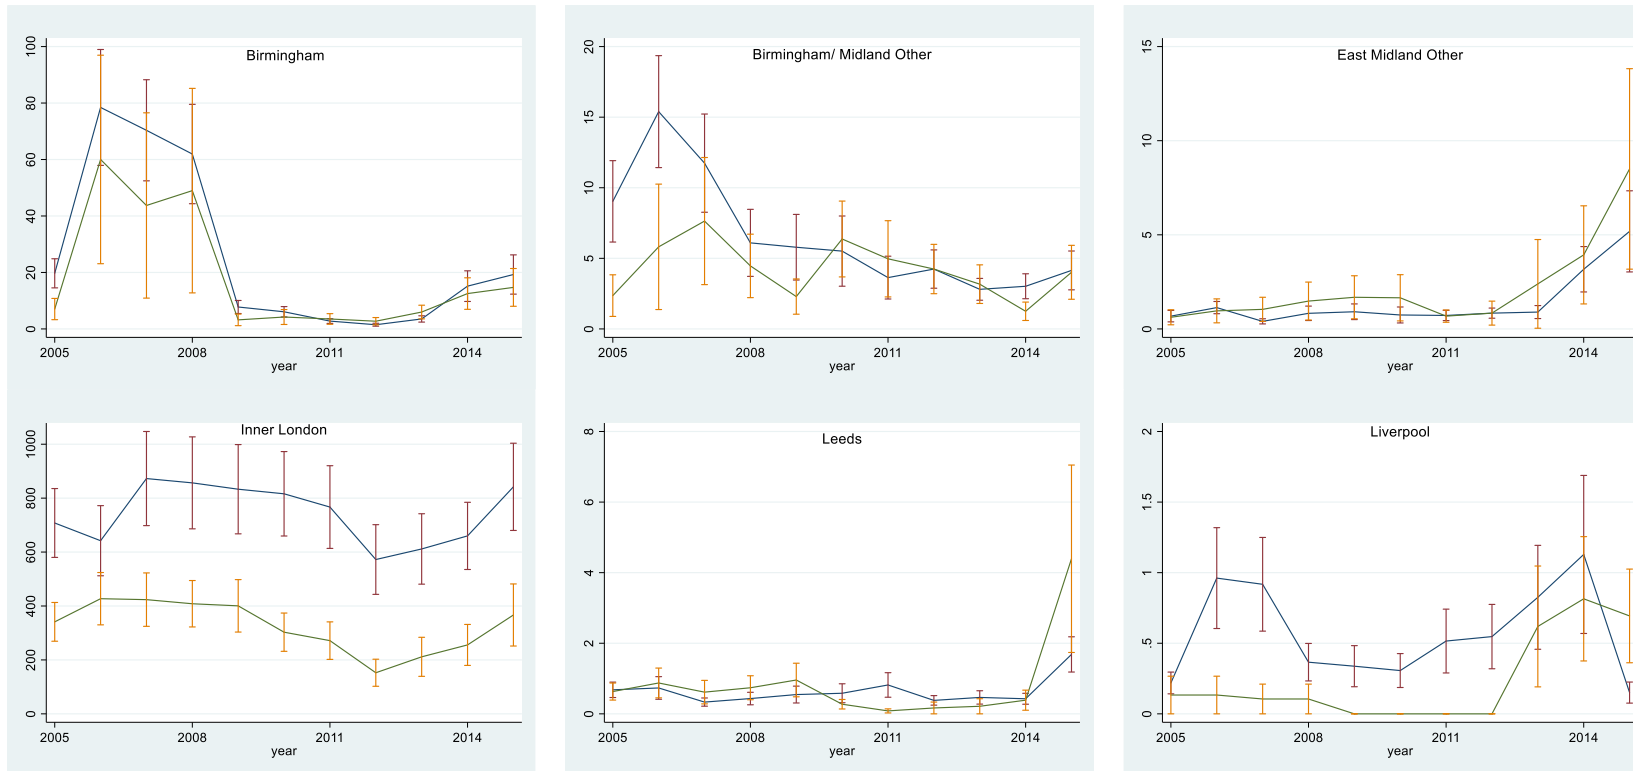 Birmingham
100
80
60
40
20
0
2005 2008 2011 2014
year
Birmingham/ Midland Other
20
15
10
5
0
2005 2008 2011 2014
year
East Midland Other
15
10
5
0
2005 2008 2011 2014
year
Inner London
1000
800
600
400
200
0
2005 2008 2011 2014
year
Leeds
8
6
4
2
0
2005 2008 2011 2014
year
Liverpool
2
1.5
1
.5
0
2005 2008 2011 2014
year